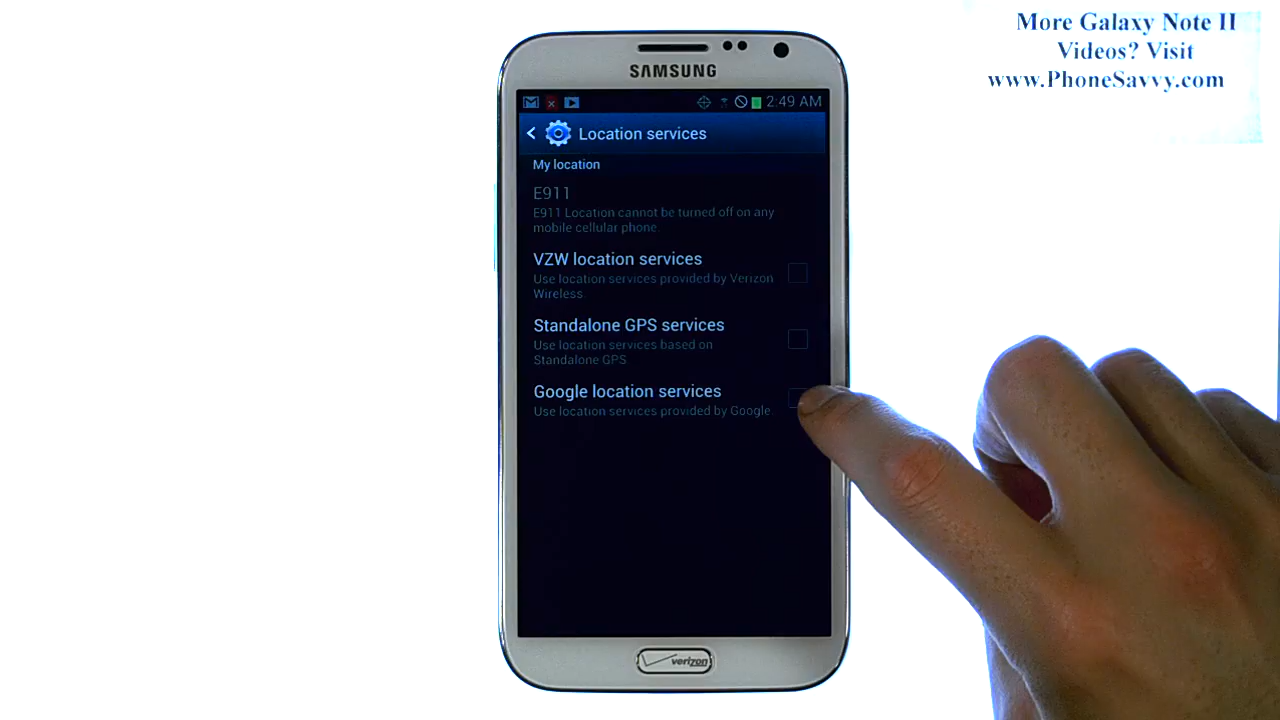 More Galaxy Note II
Videos? Visit
www.PhoneSavvy.com
SAMSUNG
2:49 AM
Location services
My location
E911
E911 Location cannot be turned off on any
mobile cellular phone.
VZW location services
Use location services provided by Verizon
Wireless.
Standalone GPS services
Use location services based on
Standalone GPS
Google location services
Use location services provided by Google.
verizon